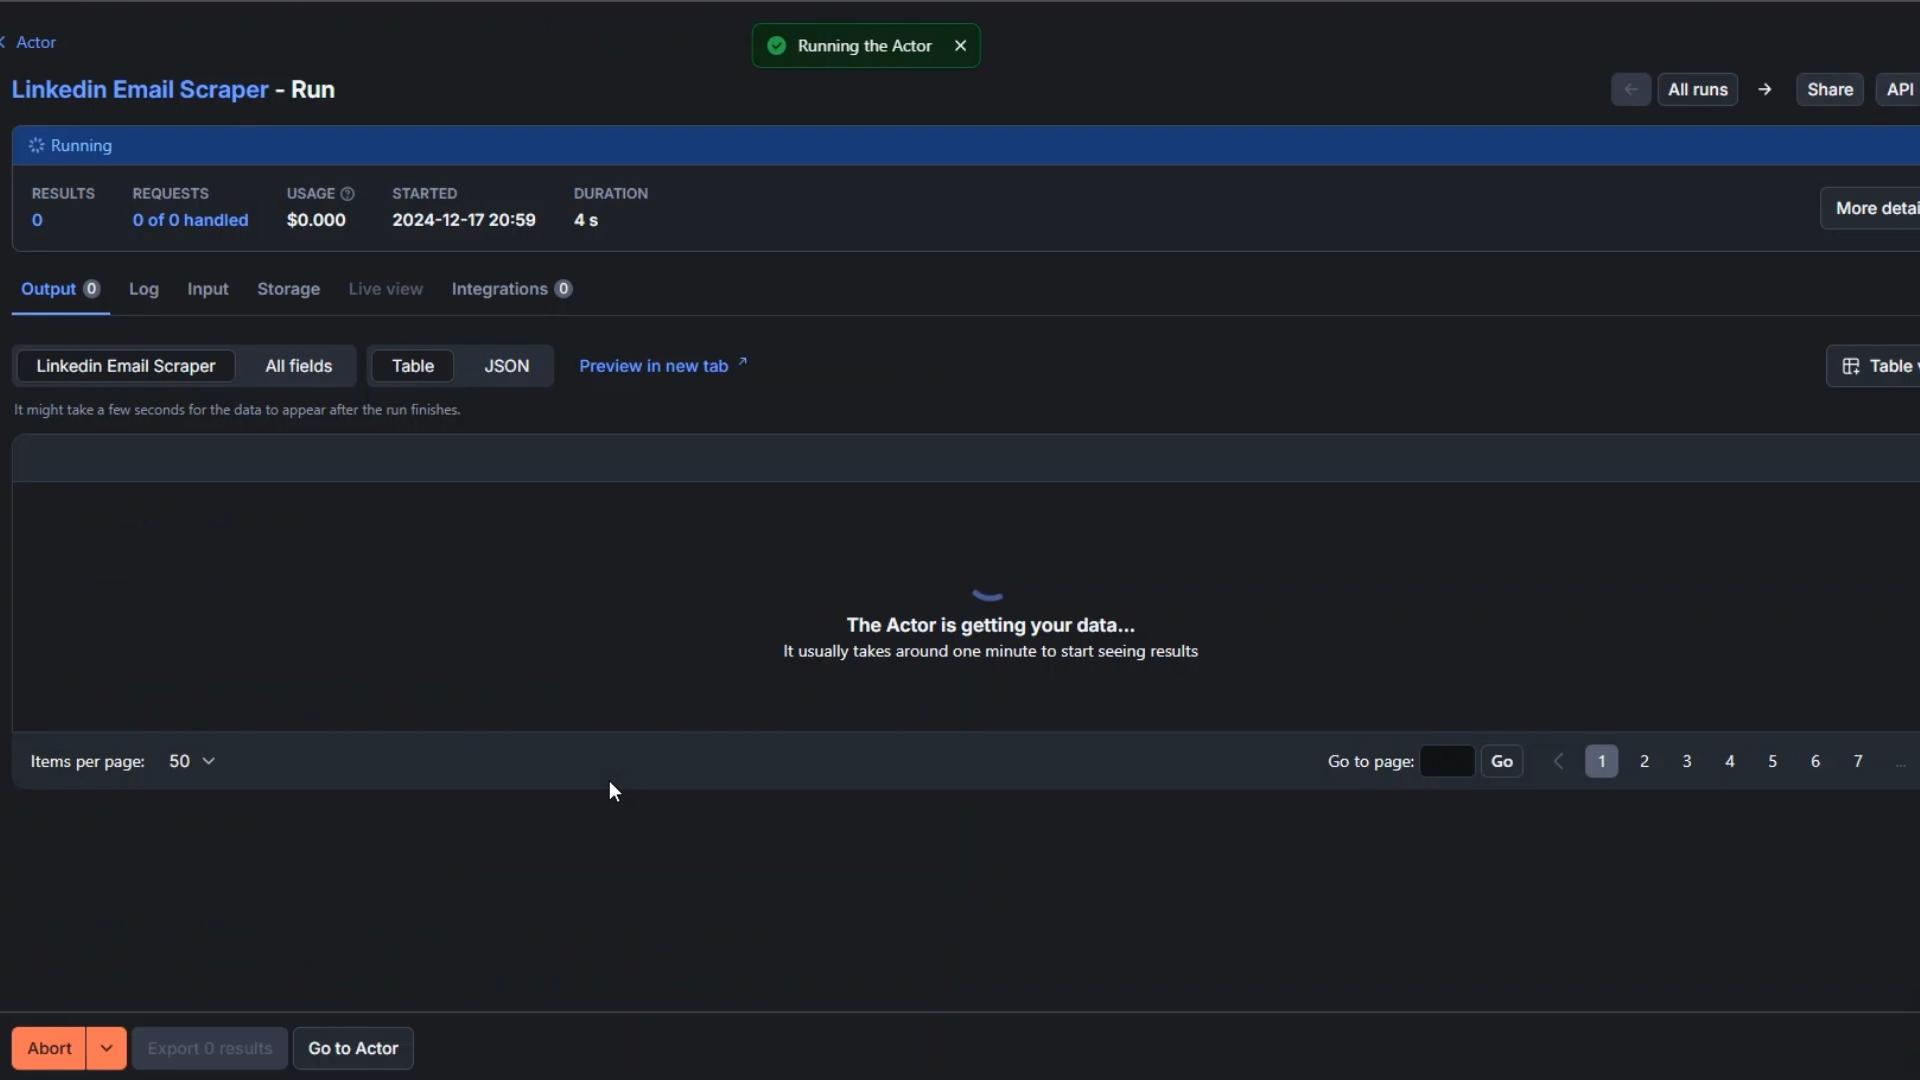 Actor
Running the Actor
Linkedin Email Scraper - Run
All runs
Share
API
Running
RESULTS REQUESTS USAGE STARTED DURATION
0 0 of 0 handled $0.000 2024-12-17 20:59 4 s
More detai
Output 0 Log Input Storage Live view Integrations 0
Linkedin Email Scraper All fields Table JSON Preview in new tab
Table v
It might take a few seconds for the data to appear after the run finishes.
The Actor is getting your data...
It usually takes around one minute to start seeing results
Items per page: 50
Go to page: Go 1 2 3 4 5 6 7 ...
Abort Export 0 results Go to Actor